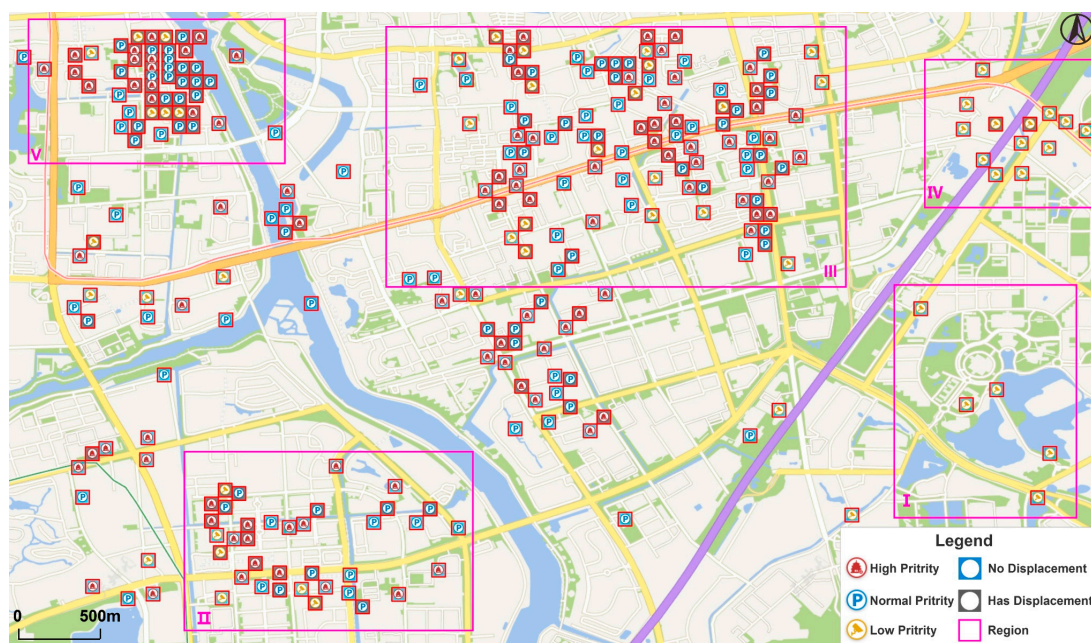 V
III
IV
I
II
0 500m
Legend
High Pritrity No Displacement
Normal Pritrity Has Displacement
Low Pritrity Region